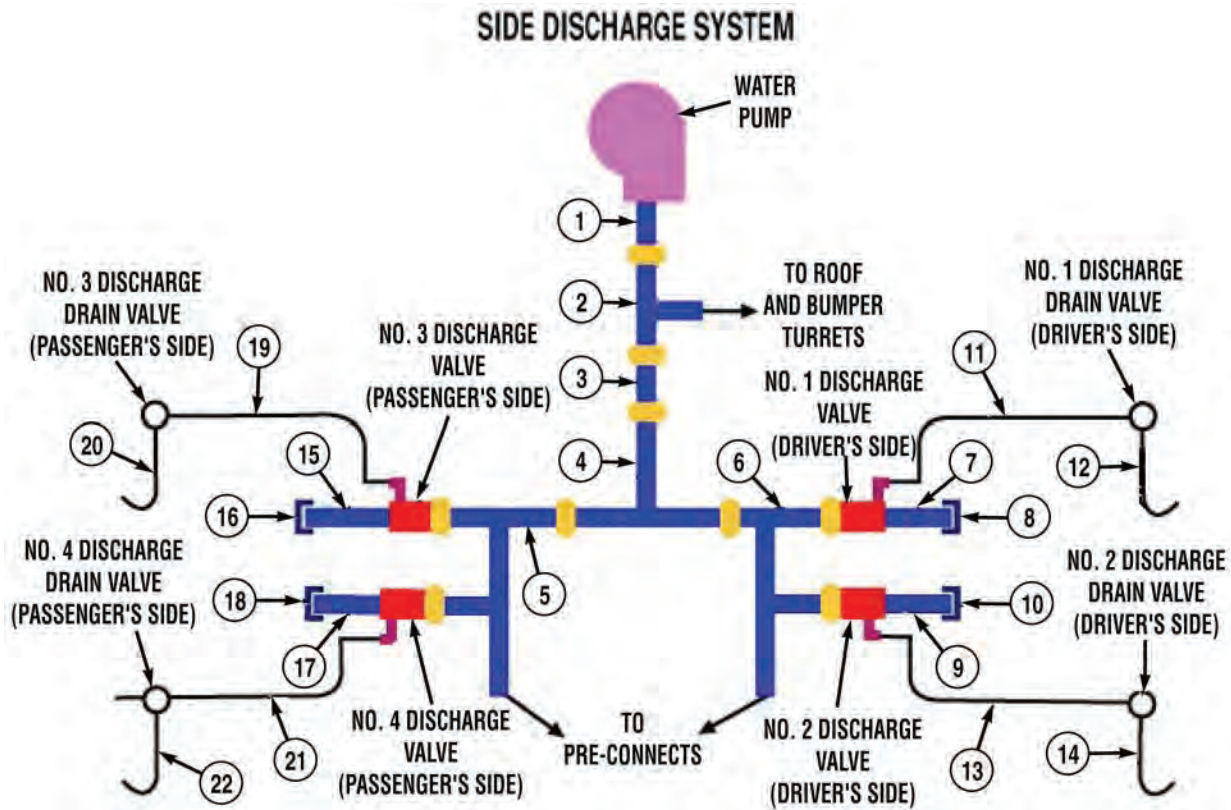 SIDE DISCHARGE SYSTEM
WATER
PUMP
1
NO. 3 DISCHARGE
DRAIN VALVE
(PASSENGER'S SIDE)
19
NO. 3 DISCHARGE
VALVE
(PASSENGER'S SIDE)
2
TO ROOF
AND BUMPER
TURRETS
NO. 1 DISCHARGE
DRAIN VALVE
(DRIVER'S SIDE)
11
3
NO. 1 DISCHARGE
VALVE
(DRIVER'S SIDE)
20
15
4
6
7
12
16
8
NO. 4 DISCHARGE
DRAIN VALVE
(PASSENGER'S SIDE)
5
NO. 2 DISCHARGE
DRAIN VALVE
(DRIVER'S SIDE)
18
10
17
9
21
22
NO. 4 DISCHARGE
VALVE
(PASSENGER'S SIDE)
TO
PRE-CONNECTS
NO. 2 DISCHARGE
VALVE
(DRIVER'S SIDE)
13
14